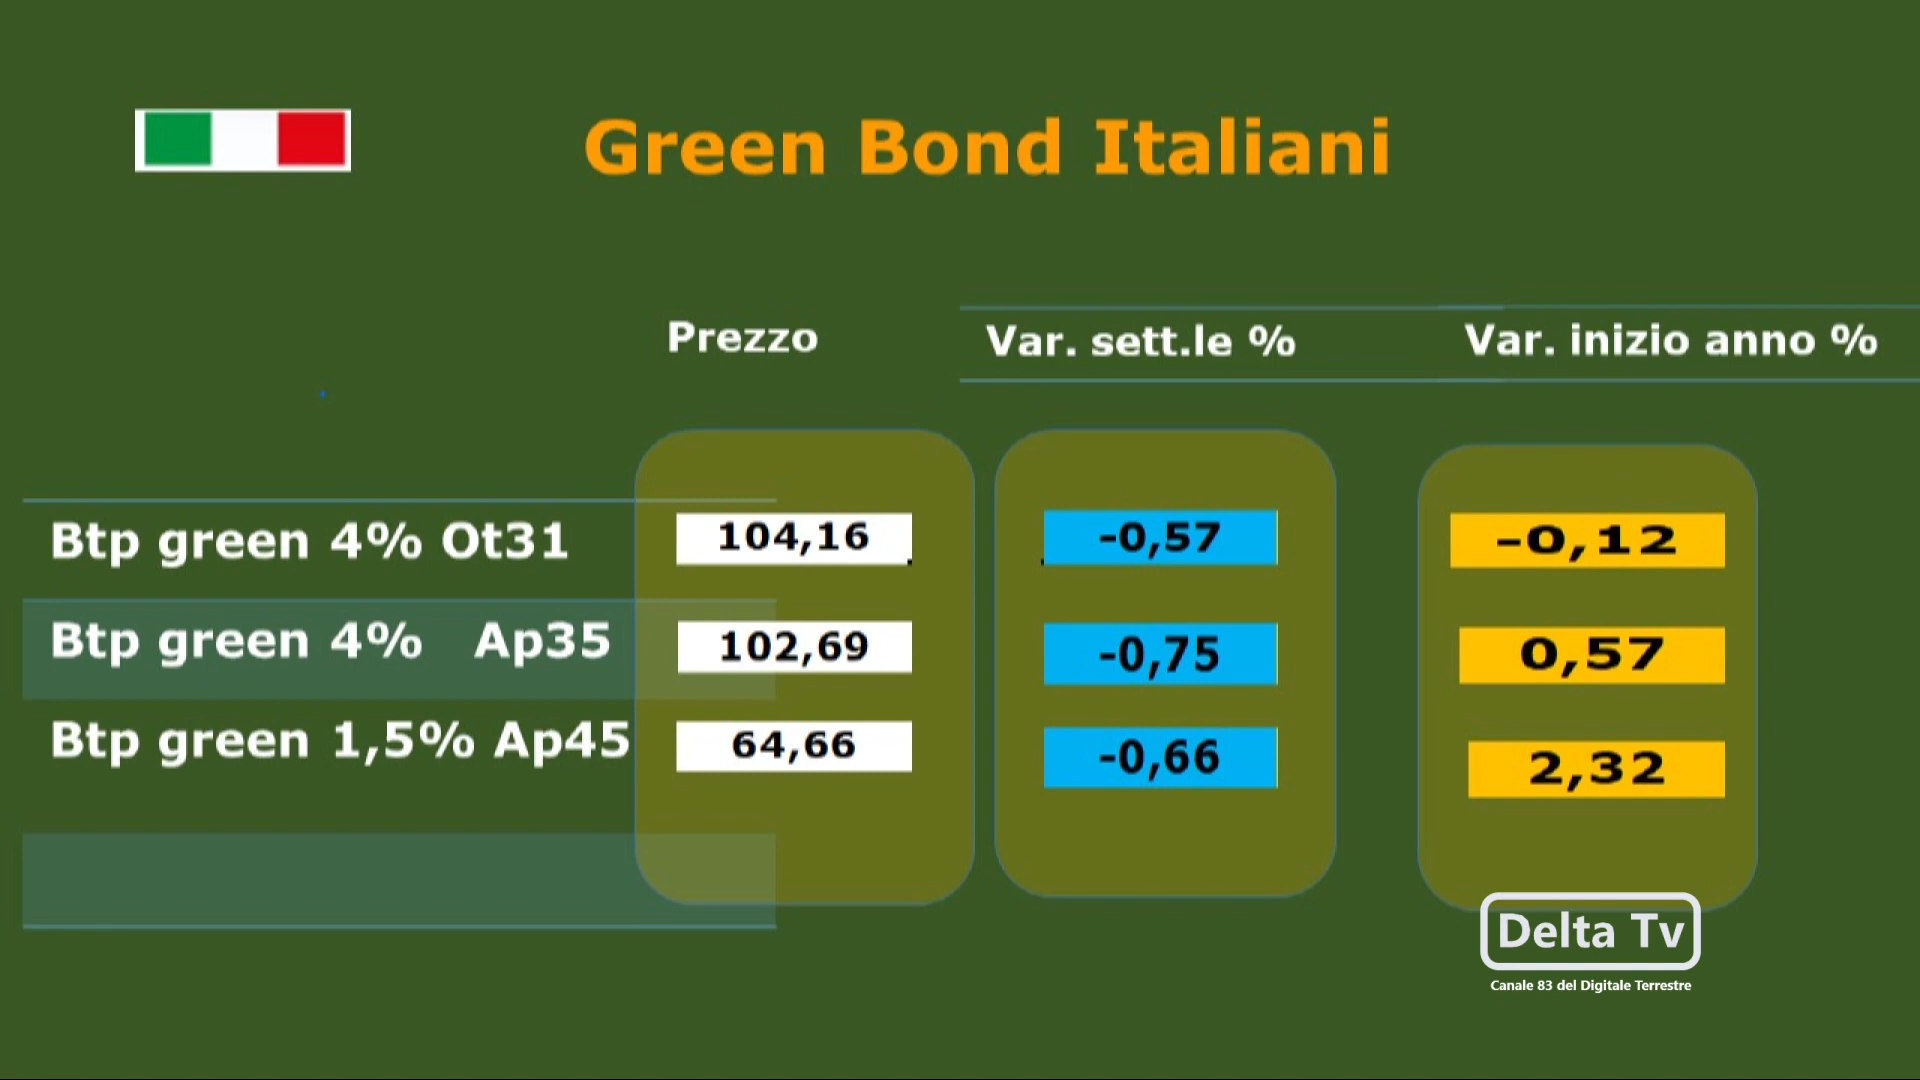 Green Bond Italiani
Prezzo Var. sett.le % Var. inizio anno %
Btp green 4% Ot31 104,16 -0,57 -0,12
Btp green 4% Ap35 102,69 -0,75 0,57
Btp green 1,5% Ap45 64,66 -0,66 2,32
Delta Tv
Canale 83 del Digitale Terrestre